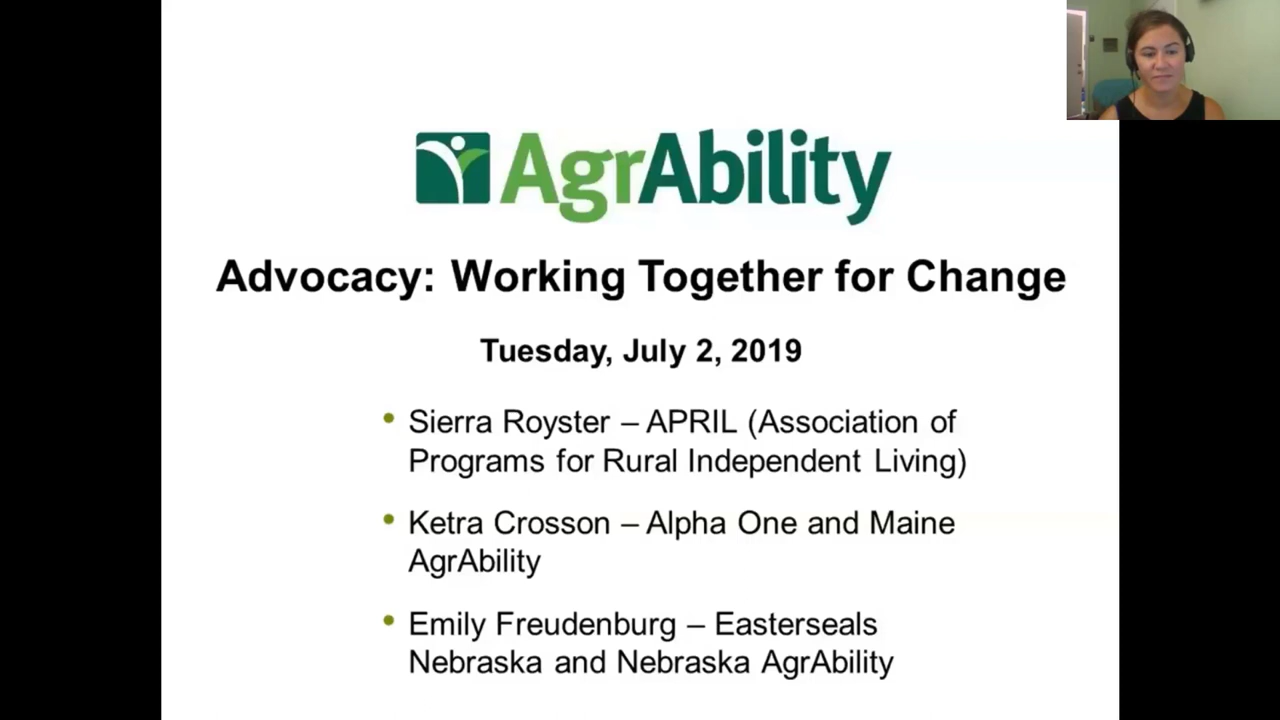 AgrAbility
Advocacy: Working Together for Change
Tuesday, July 2, 2019
• Sierra Royster – APRIL (Association of
Programs for Rural Independent Living)
• Ketra Crosson – Alpha One and Maine
AgrAbility
• Emily Freudenburg – Easterseals
Nebraska and Nebraska AgrAbility